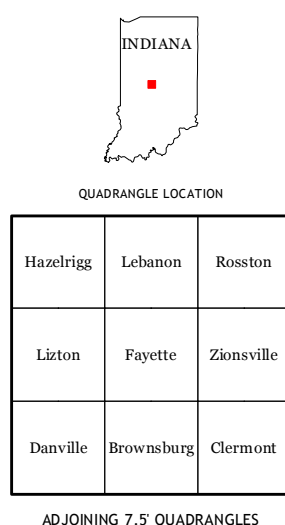 INDIANA
QUADRANGLE LOCATION
Hazelrigg Lebanon Rosston
Lizton Fayette Zionsville
Danville Brownsburg Clermont
ADJOINING 7.5' QUADRANGLES